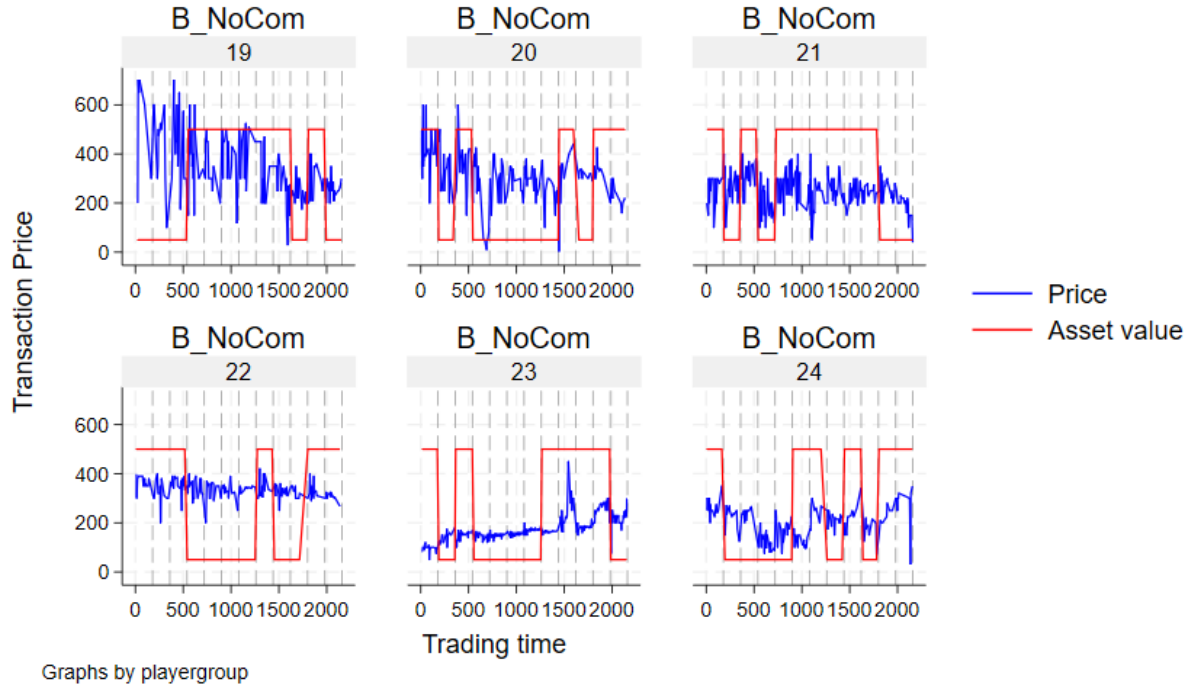 B_NoCom B_NoCom B_NoCom
19 20 21
600
400
200
0
0 500 1000 1500 2000 0 500 1000 1500 2000 0 500 1000 1500 2000
B_NoCom B_NoCom B_NoCom
22 23 24
600
400
200
0
0 500 1000 1500 2000 0 500 1000 1500 2000 0 500 1000 1500 2000
Transaction Price
Trading time
Price
Asset value
Graphs by playergroup